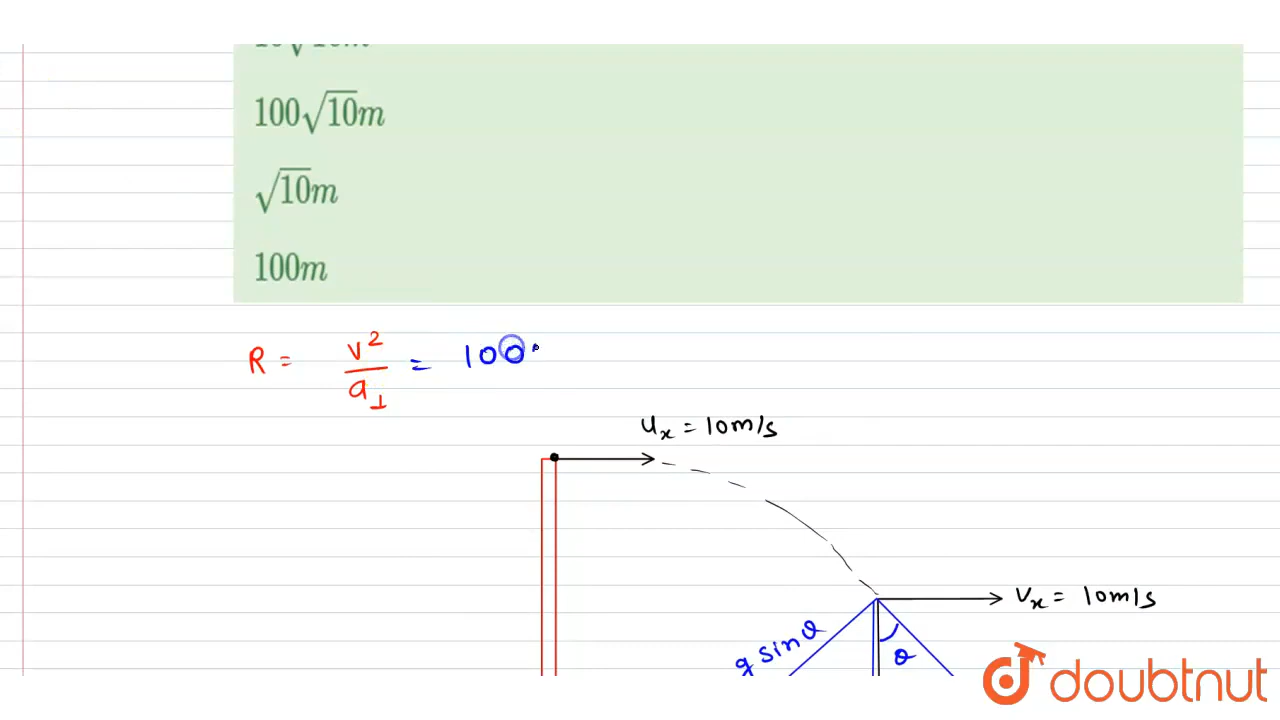 100√10m
√10m
100m
R = v²/a⊥ = 100
uₓ = 10m/s
vₓ = 10m/s
g sinθ
θ
doubtnut